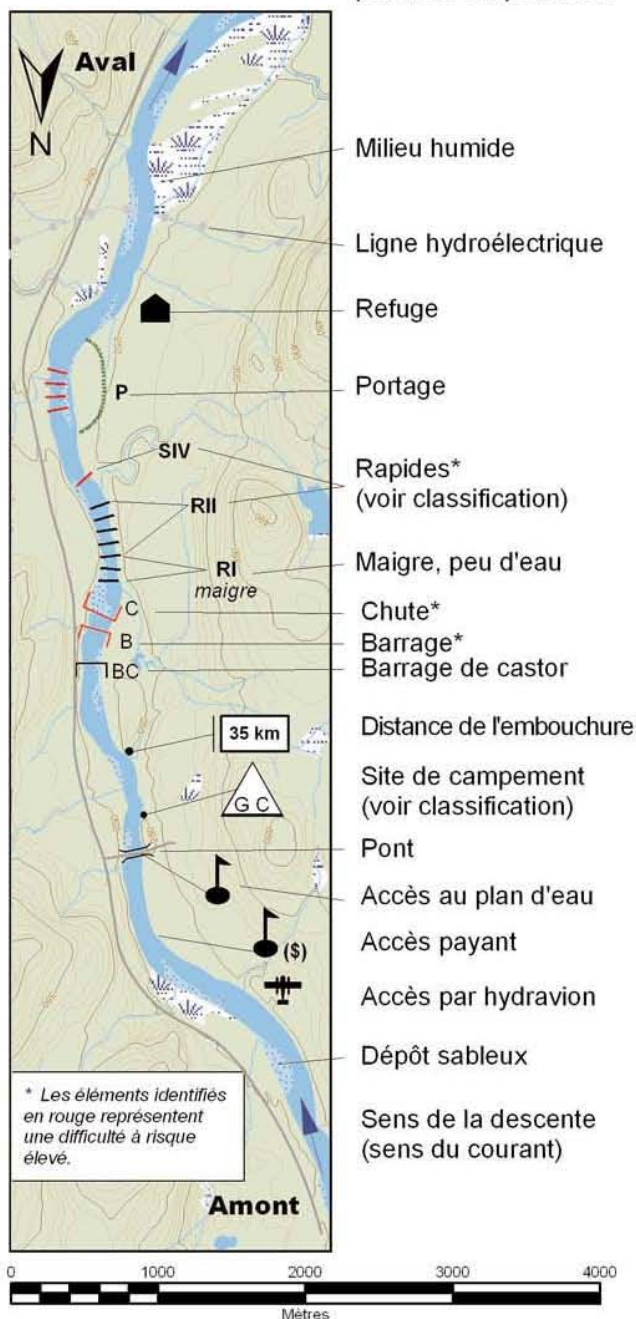 Aval
N
Milieu humide
Ligne hydroélectrique
Refuge
P
Portage
SIV
Rapides*
(voir classification)
RII
RI
maigre
Maigre, peu d'eau
C
Chute*
B
Barrage*
BC
Barrage de castor
35 km
Distance de l'embouchure
G C
Site de campement
(voir classification)
Pont
Accès au plan d'eau
($)
Accès payant
Accès par hydravion
Dépôt sableux
* Les éléments identifiés
en rouge représentent
une difficulté à risque
élevé.
Sens de la descente
(sens du courant)
Amont
0 1000 2000 3000 4000
Mètres